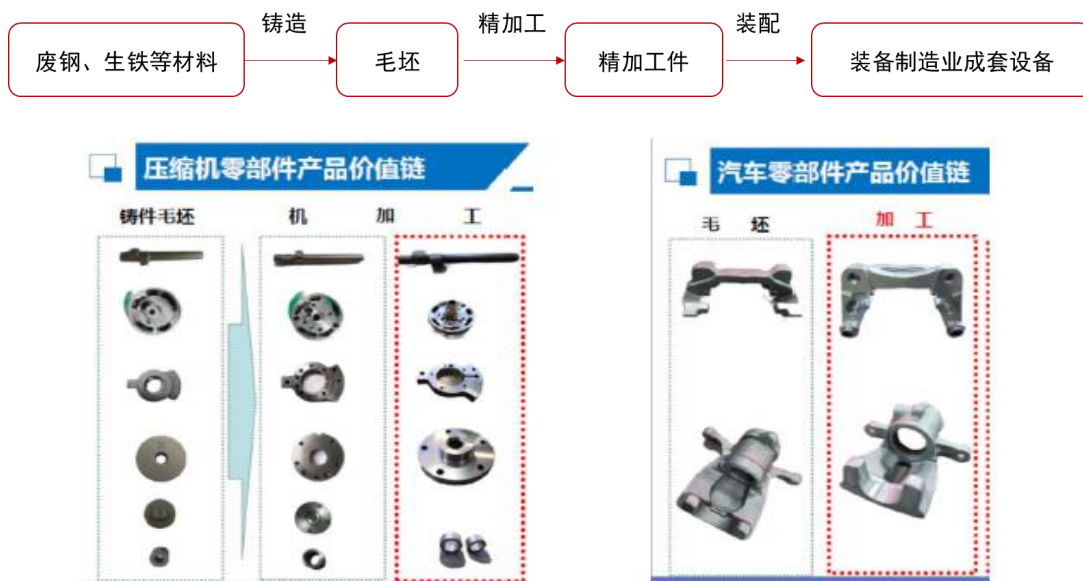 铸造
精加工
装配
废钢、生铁等材料
毛坯
精加工件
装备制造业成套设备
压缩机零部件产品价值链
铸件毛坯
机 加 工
汽车零部件产品价值链
毛 坯
加 工